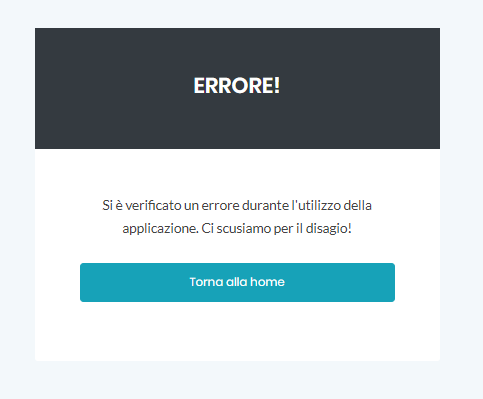 ERRORE!
Si è verificato un errore durante l'utilizzo della
applicazione. Ci scusiamo per il disagio!
Torna alla home